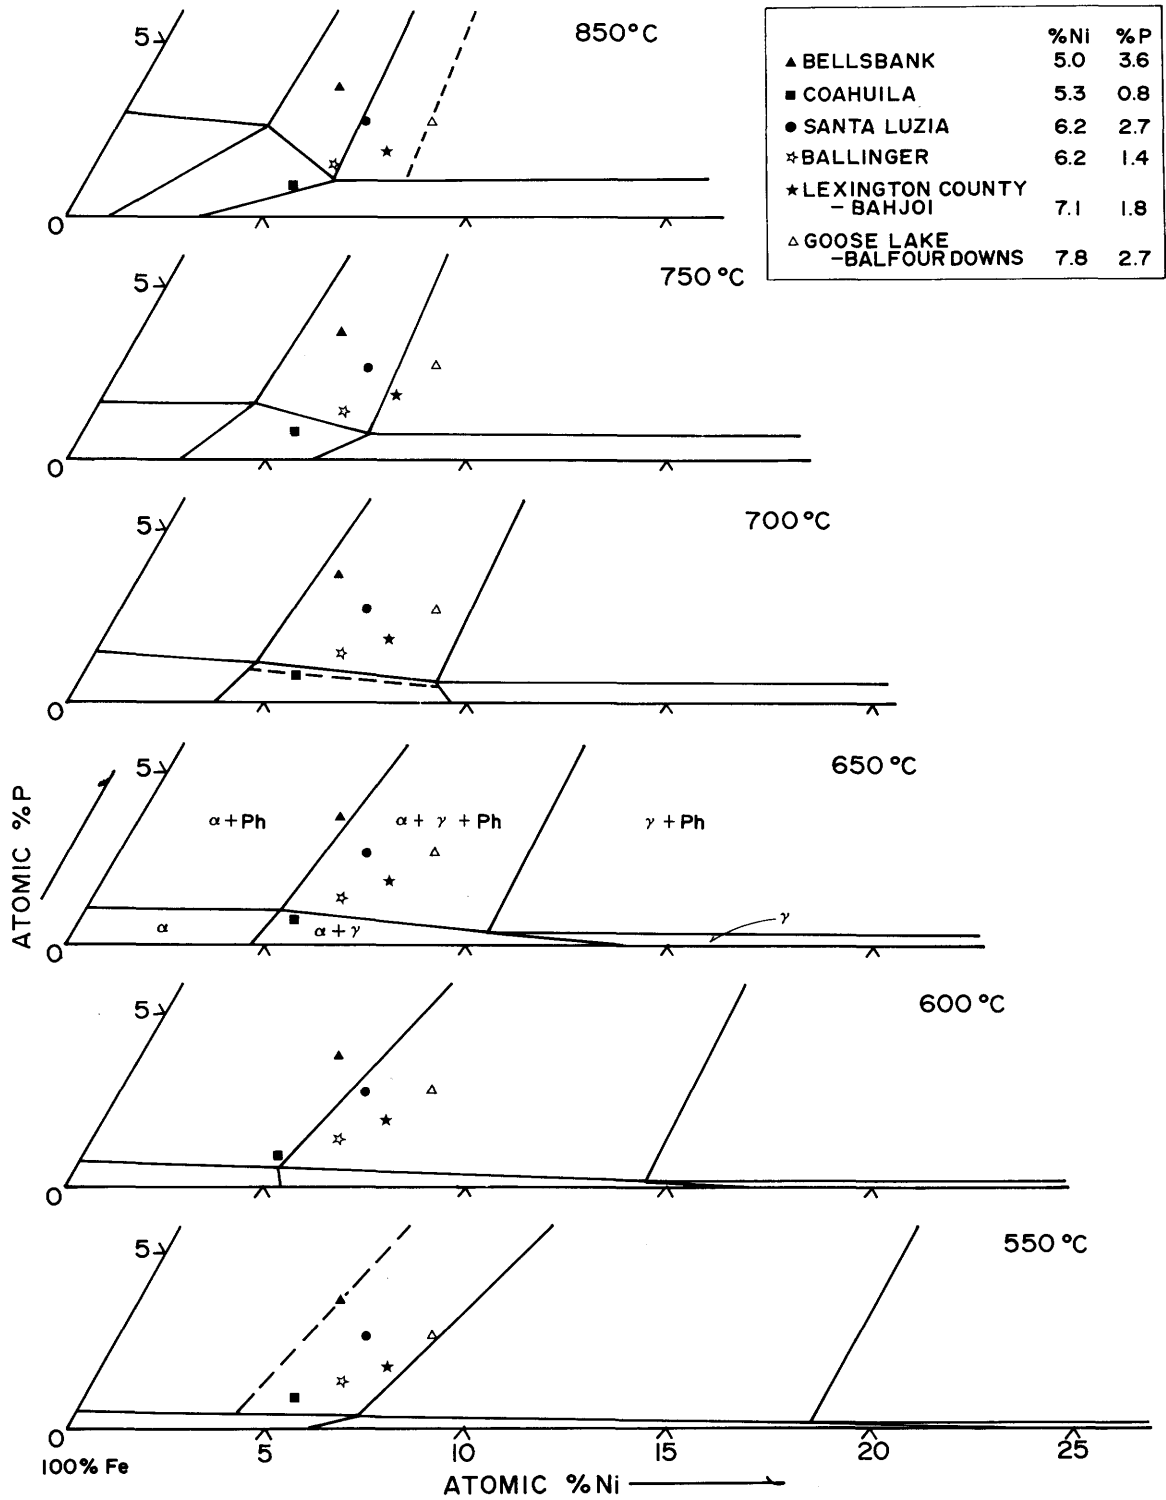 850°C
%Ni %P
▲ BELLSBANK 5.0 3.6
■ COAHUILA 5.3 0.8
● SANTA LUZIA 6.2 2.7
☆ BALLINGER 6.2 1.4
★ LEXINGTON COUNTY
- BAHJOI 7.1 1.8
△ GOOSE LAKE
-BALFOUR DOWNS 7.8 2.7
5
0
750°C
5
0
700°C
5
0
650°C
5
α+Ph
α+ γ +Ph
γ +Ph
α
α+γ
γ
0
ATOMIC %P
600°C
5
0
550°C
5
0
5 10 15 20 25
100% Fe
ATOMIC %Ni